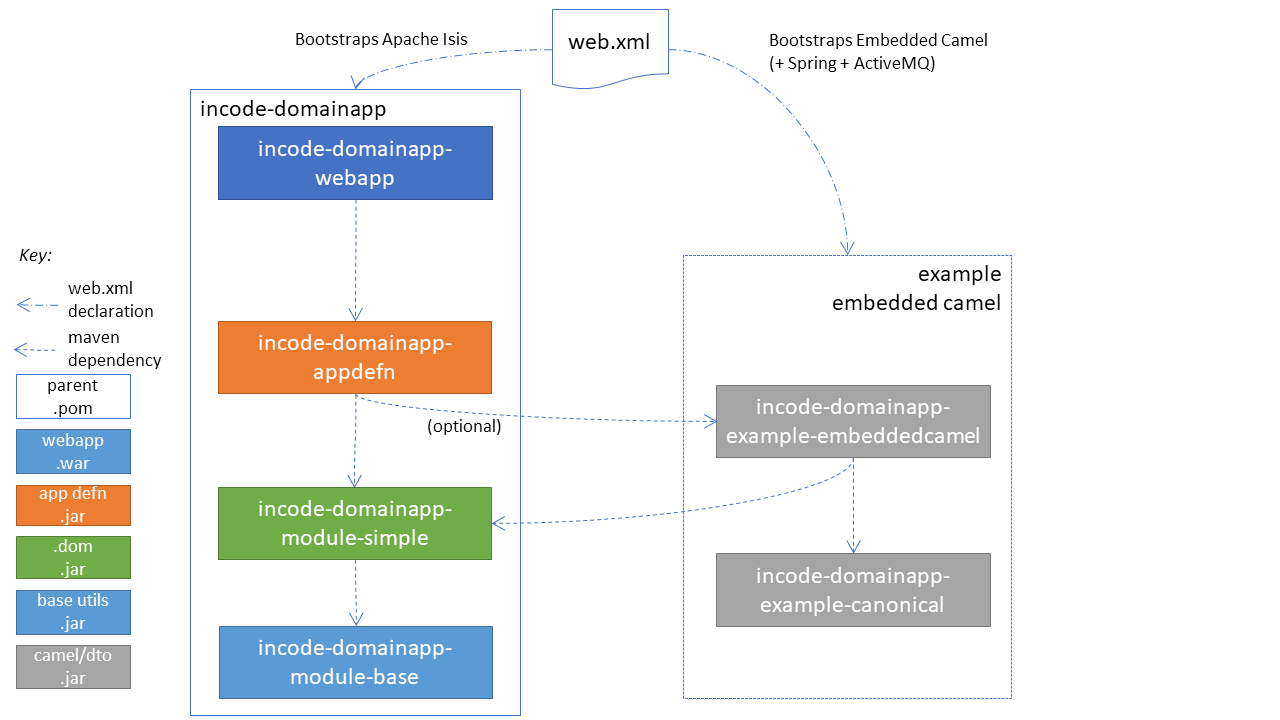 Bootstraps Apache Isis
web.xml
Bootstraps Embedded Camel
(+ Spring + ActiveMQ)
incode-domainapp
incode-domainapp-
webapp
Key:
web.xml
declaration
maven
dependency
parent
.pom
webapp
.war
app defn
.jar
.dom
.jar
base utils
.jar
camel/dto
.jar
incode-domainapp-
appdefn
(optional)
incode-domainapp-
module-simple
incode-domainapp-
module-base
example
embedded camel
incode-domainapp-
example-embeddedcamel
incode-domainapp-
example-canonical